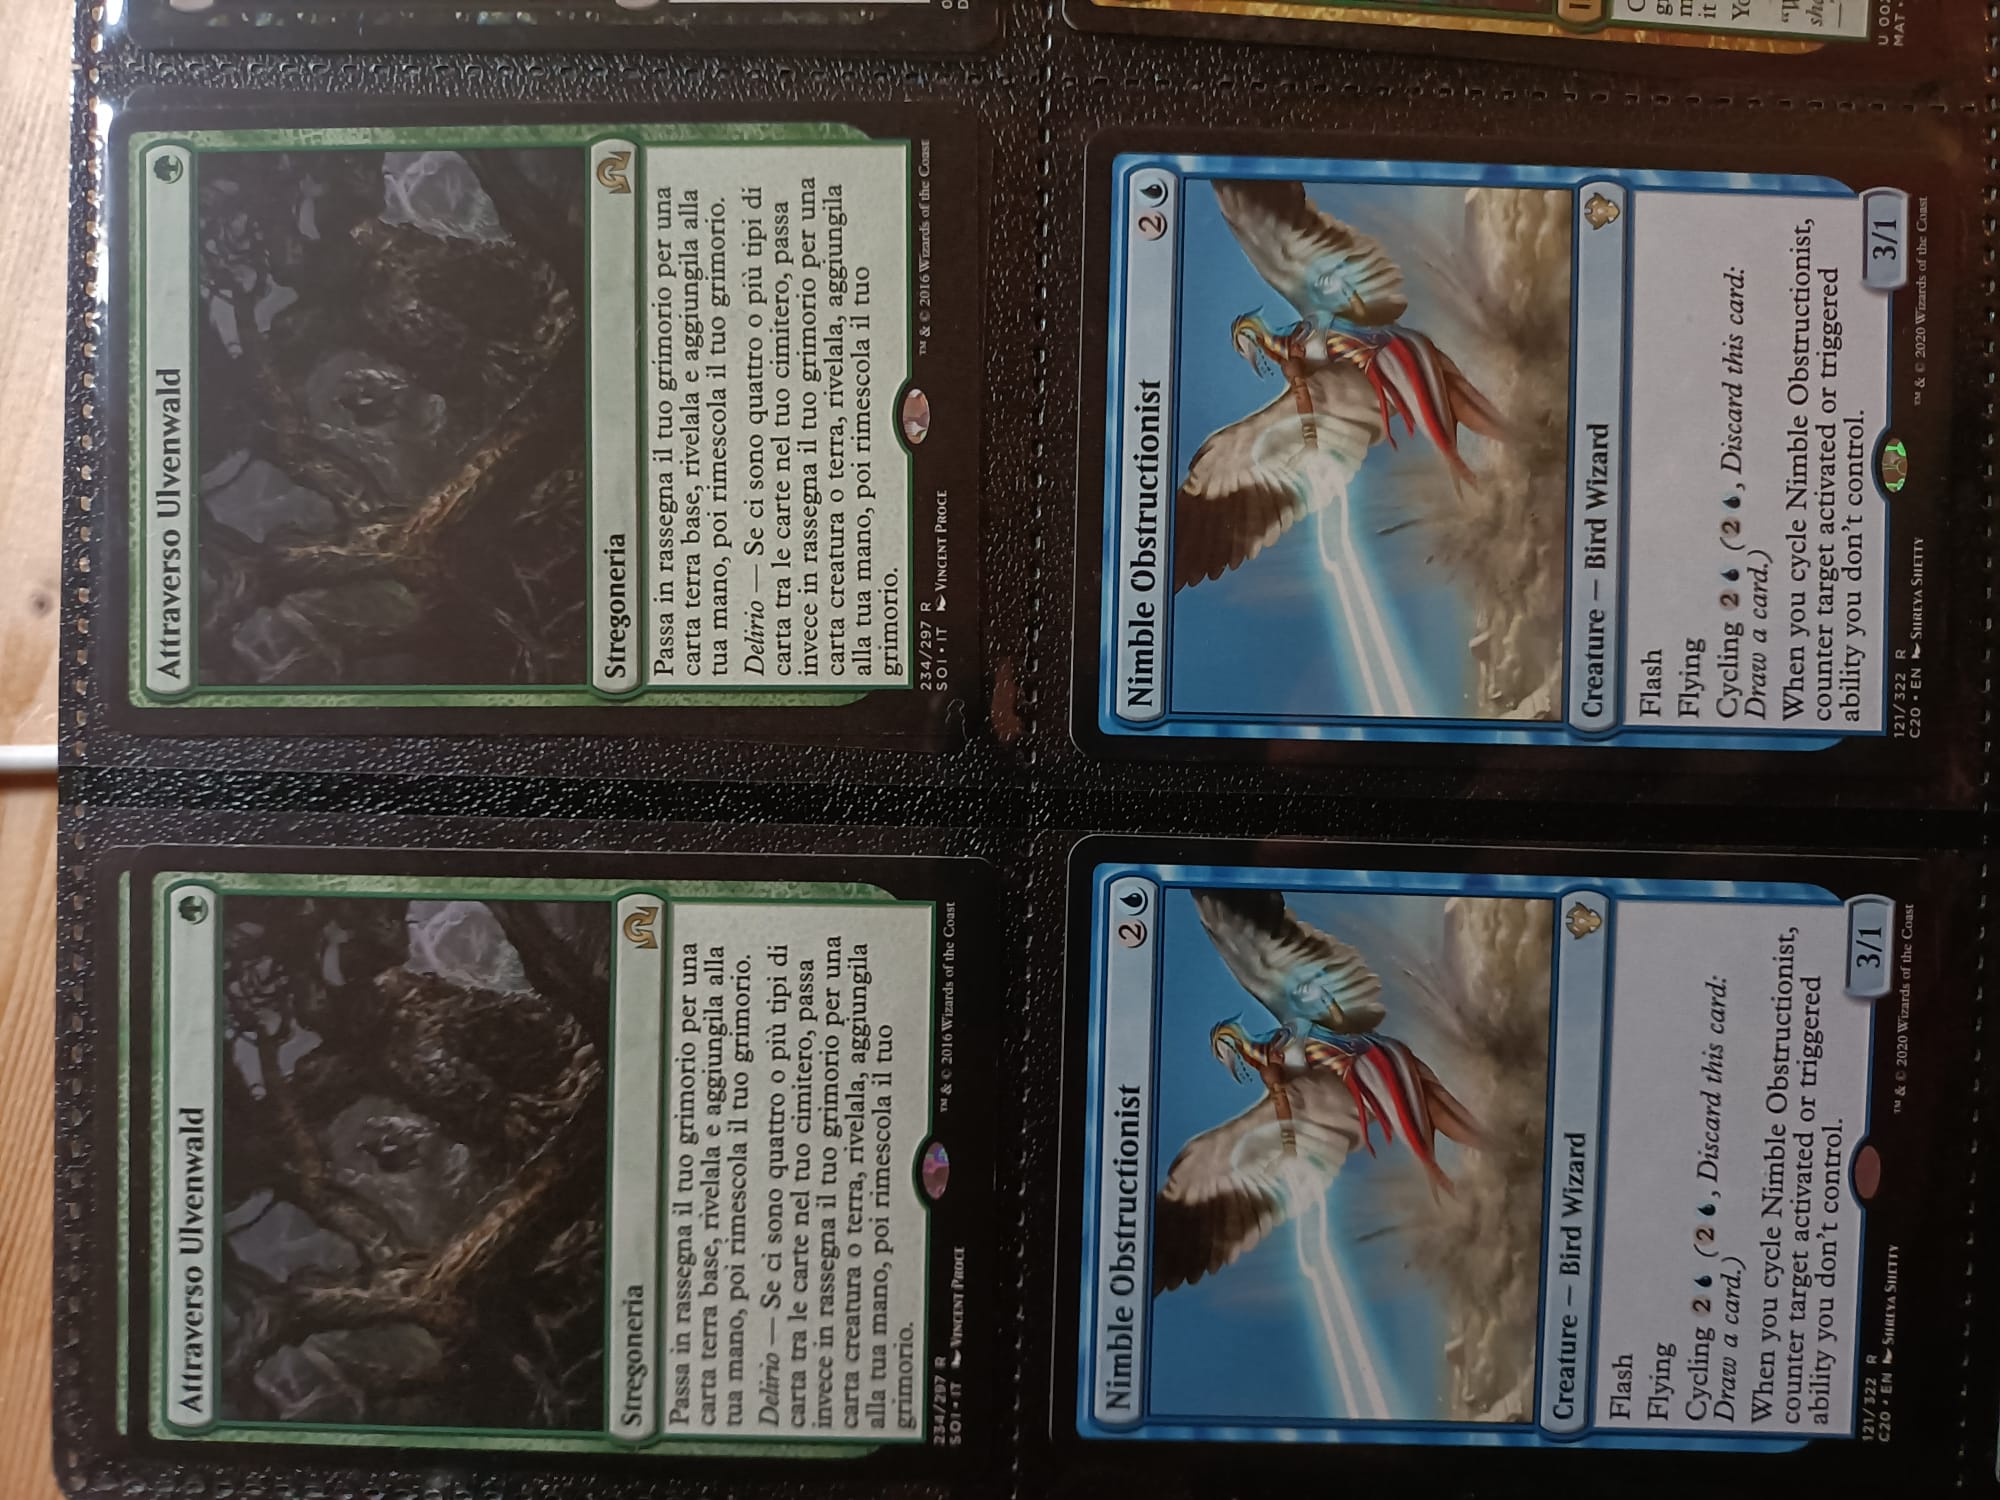 Attraverso Ulvenwald
Stregoneria
Passa in rassegna il tuo grimorio per una
carta terra base, rivelala e aggiungila alla
tua mano, poi rimescola il tuo grimorio.
Delirio — Se ci sono quattro o più tipi di
carta tra le carte nel tuo cimitero, passa
invece in rassegna il tuo grimorio per una
carta creatura o terra, rivelala, aggiungila
alla tua mano, poi rimescola il tuo
grimorio.
234/297 R
SOI • IT VINCENT PROCE
™ & © 2016 Wizards of the Coast
Attraverso Ulvenwald
Stregoneria
Passa in rassegna il tuo grimorio per una
carta terra base, rivelala e aggiungila alla
tua mano, poi rimescola il tuo grimorio.
Delirio — Se ci sono quattro o più tipi di
carta tra le carte nel tuo cimitero, passa
invece in rassegna il tuo grimorio per una
carta creatura o terra, rivelala, aggiungila
alla tua mano, poi rimescola il tuo
grimorio.
234/297 R
SOI • IT VINCENT PROCE
™ & © 2016 Wizards of the Coast
Nimble Obstructionist 2
Creature — Bird Wizard
Flash
Flying
Cycling 2 (2, Discard this card:
Draw a card.)
When you cycle Nimble Obstructionist,
counter target activated or triggered
ability you don't control.
3/1
121/322 R
C20 • EN SHREYA SHETTY
™ & © 2020 Wizards of the Coast
Nimble Obstructionist 2
Creature — Bird Wizard
Flash
Flying
Cycling 2 (2, Discard this card:
Draw a card.)
When you cycle Nimble Obstructionist,
counter target activated or triggered
ability you don't control.
3/1
121/322 R
C20 • EN SHREYA SHETTY
™ & © 2020 Wizards of the Coast
it
MAT